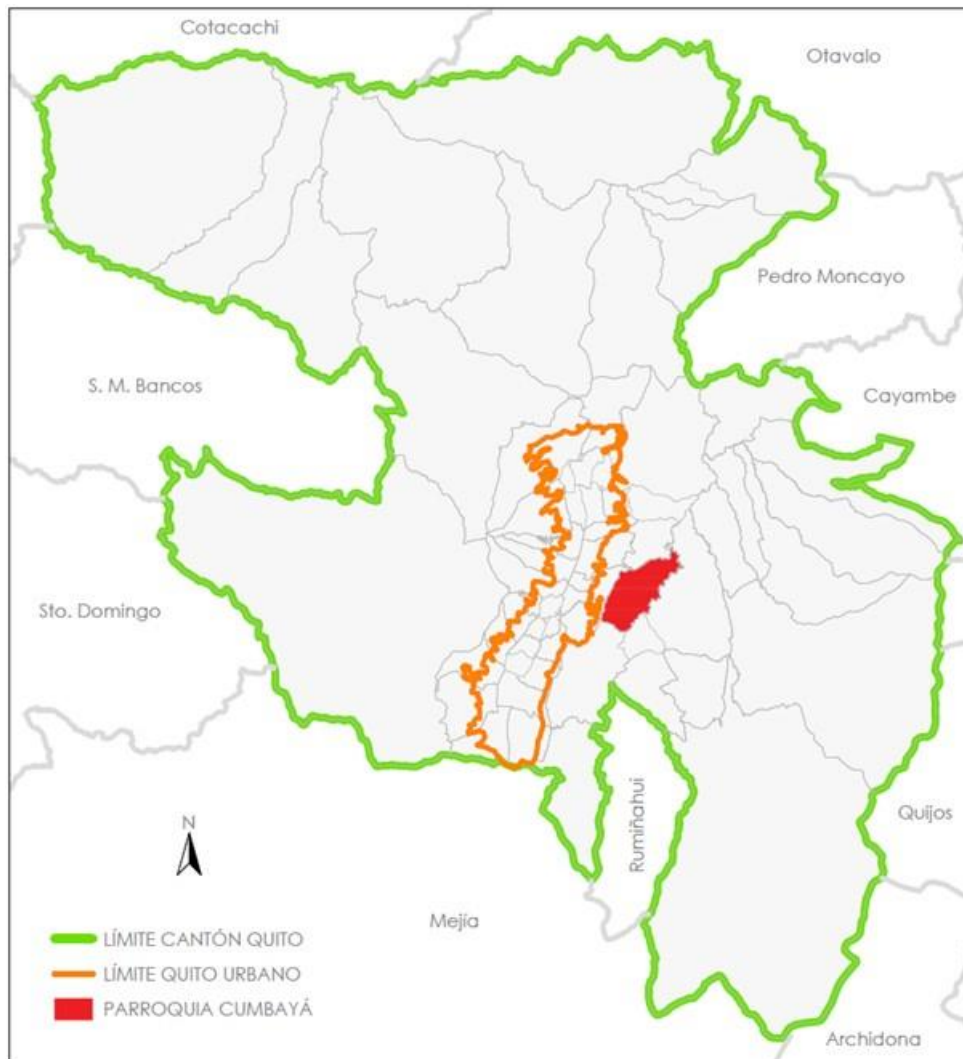 Cotacachi
Otavalo
Pedro Moncayo
S. M. Bancos
Cayambe
Sto. Domingo
Quijos
Rumiñahui
N
Mejía
LÍMITE CANTÓN QUITO
LÍMITE QUITO URBANO
PARROQUIA CUMBAYÁ
Archidona